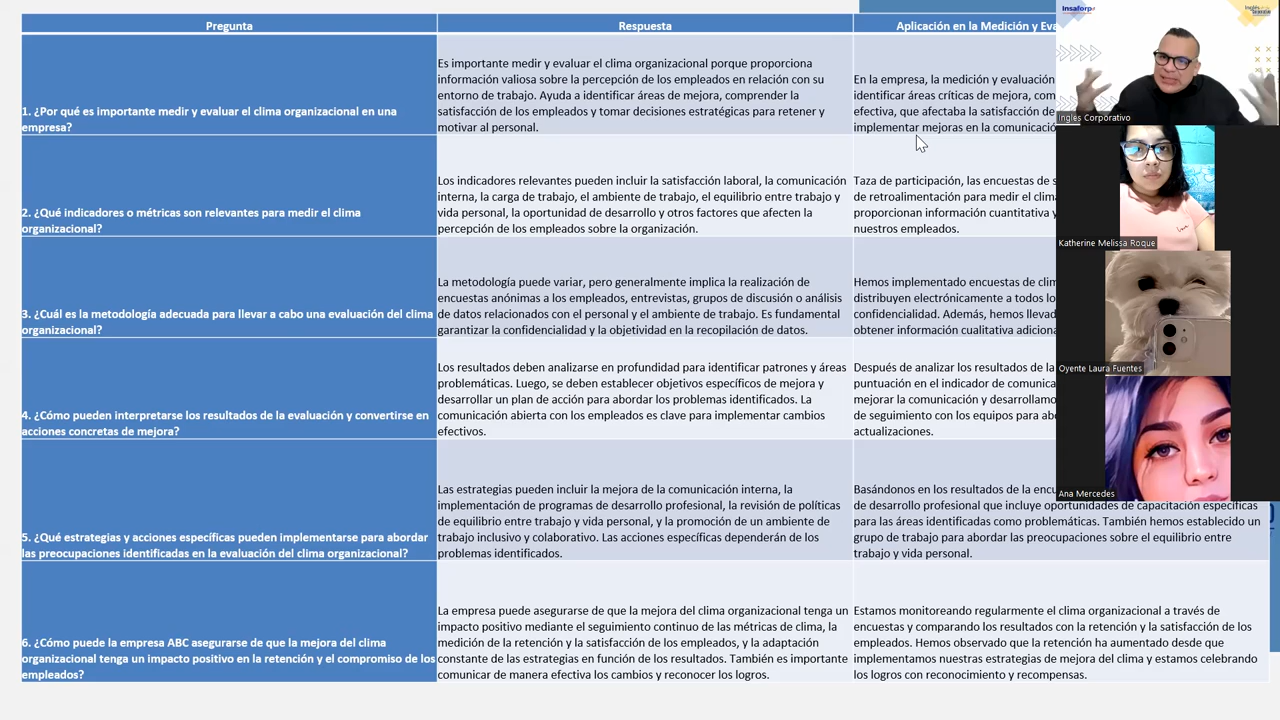 Pregunta
Respuesta
Aplicación en la Medición y Eva
1. ¿Por qué es importante medir y evaluar el clima organizacional en una
empresa?
Es importante medir y evaluar el clima organizacional porque proporciona
información valiosa sobre la percepción de los empleados en relación con su
entorno de trabajo. Ayuda a identificar áreas de mejora, comprender la
satisfacción de los empleados y tomar decisiones estratégicas para retener y
motivar al personal.
En la empresa, la medición y evaluación
identificar áreas críticas de mejora, com
efectiva, que afectaba la satisfacción de
implementar mejoras en la comunicació
2. ¿Qué indicadores o métricas son relevantes para medir el clima
organizacional?
Los indicadores relevantes pueden incluir la satisfacción laboral, la comunicación
interna, la carga de trabajo, el ambiente de trabajo, el equilibrio entre trabajo y
vida personal, la oportunidad de desarrollo y otros factores que afecten la
percepción de los empleados sobre la organización.
Taza de participación, las encuestas de s
de retroalimentación para medir el clima
proporcionan información cuantitativa y
nuestros empleados.
3. ¿Cuál es la metodología adecuada para llevar a cabo una evaluación del clima
organizacional?
La metodología puede variar, pero generalmente implica la realización de
encuestas anónimas a los empleados, entrevistas, grupos de discusión o análisis
de datos relacionados con el personal y el ambiente de trabajo. Es fundamental
garantizar la confidencialidad y la objetividad en la recopilación de datos.
Hemos implementado encuestas de clim
distribuyen electrónicamente a todos lo
confidencialidad. Además, hemos llevad
obtener información cualitativa adiciona
4. ¿Cómo pueden interpretarse los resultados de la evaluación y convertirse en
acciones concretas de mejora?
Los resultados deben analizarse en profundidad para identificar patrones y áreas
problemáticas. Luego, se deben establecer objetivos específicos de mejora y
desarrollar un plan de acción para abordar los problemas identificados. La
comunicación abierta con los empleados es clave para implementar cambios
efectivos.
Después de analizar los resultados de la
puntuación en el indicador de comunica
mejorar la comunicación y desarrollamo
de seguimiento con los equipos para abo
actualizaciones.
5. ¿Qué estrategias y acciones específicas pueden implementarse para abordar
las preocupaciones identificadas en la evaluación del clima organizacional?
Las estrategias pueden incluir la mejora de la comunicación interna, la
implementación de programas de desarrollo profesional, la revisión de políticas
de equilibrio entre trabajo y vida personal, y la promoción de un ambiente de
trabajo inclusivo y colaborativo. Las acciones específicas dependerán de los
problemas identificados.
Basándonos en los resultados de la encu
de desarrollo profesional que incluye oportunidades de capacitación específicas
para las áreas identificadas como problemáticas. También hemos establecido un
grupo de trabajo para abordar las preocupaciones sobre el equilibrio entre
trabajo y vida personal.
6. ¿Cómo puede la empresa ABC asegurarse de que la mejora del clima
organizacional tenga un impacto positivo en la retención y el compromiso de los
empleados?
La empresa puede asegurarse de que la mejora del clima organizacional tenga un
impacto positivo mediante el seguimiento continuo de las métricas de clima, la
medición de la retención y la satisfacción de los empleados, y la adaptación
constante de las estrategias en función de los resultados. También es importante
comunicar de manera efectiva los cambios y reconocer los logros.
Estamos monitoreando regularmente el clima organizacional a través de
encuestas y comparando los resultados con la retención y la satisfacción de los
empleados. Hemos observado que la retención ha aumentado desde que
implementamos nuestras estrategias de mejora del clima y estamos celebrando
los logros con reconocimiento y recompensas.
Insaforp
Inglés Corporativo
Katherine Melissa Roque
Oyente Laura Fuentes
Ana Mercedes